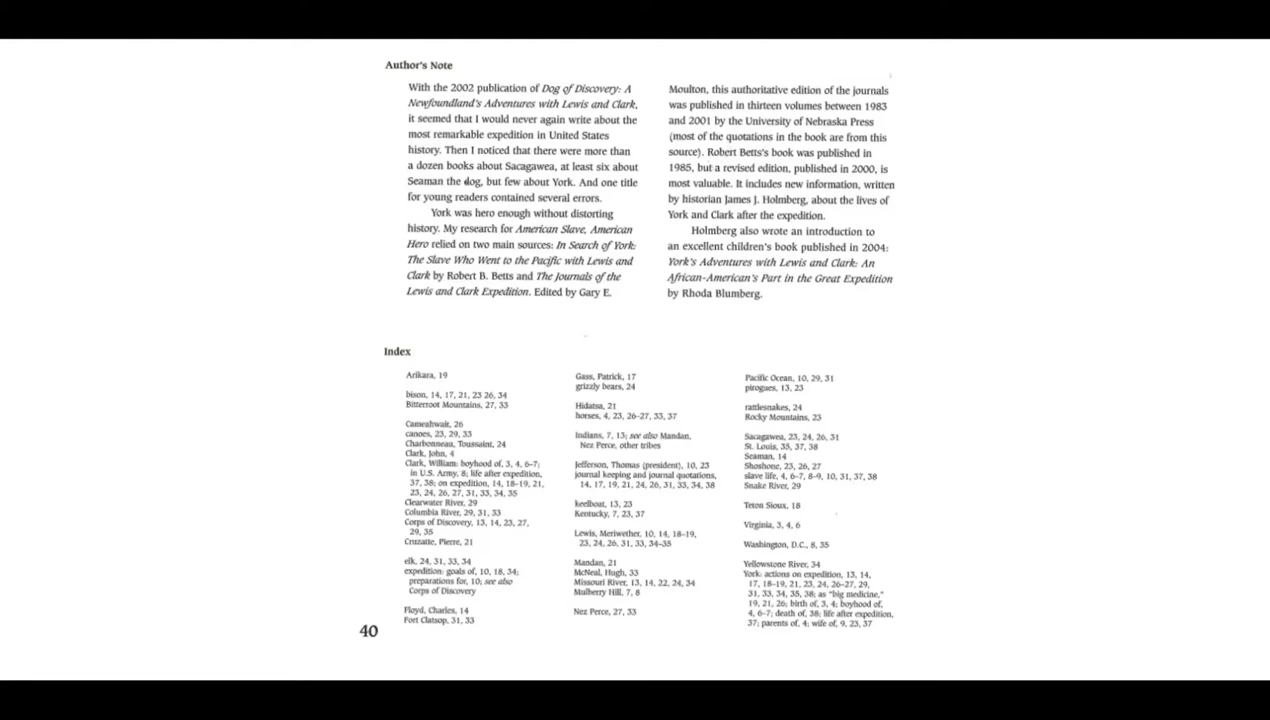 Author's Note
With the 2002 publication of Dog of Discovery: A
Newfoundland's Adventures with Lewis and Clark,
it seemed that I would never again write about the
most remarkable expedition in United States
history. Then I noticed that there were more than
a dozen books about Sacagawea, at least six about
Seaman the dog, but few about York. And one title
for young readers contained several errors.
York was hero enough without distorting
history. My research for American Slave, American
Hero relied on two main sources: In Search of York:
The Slave Who Went to the Pacific with Lewis and
Clark by Robert B. Betts and The Journals of the
Lewis and Clark Expedition. Edited by Gary E.
Moulton, this authoritative edition of the journals
was published in thirteen volumes between 1983
and 2001 by the University of Nebraska Press
(most of the quotations in the book are from this
source). Robert Betts's book was published in
1985, but a revised edition, published in 2000, is
most valuable. It includes new information, written
by historian James J. Holmberg, about the lives of
York and Clark after the expedition.
Holmberg also wrote an introduction to
an excellent children's book published in 2004:
York's Adventures with Lewis and Clark: An
African-American's Part in the Great Expedition
by Rhoda Blumberg.
Index
Arikara, 19
bison, 14, 17, 21, 23 26, 34
Bitterroot Mountains, 27, 33
Cameahwait, 26
canoes, 23, 29, 33
Charbonneau, Toussaint, 24
Clark, John, 4
Clark, William: boyhood of, 3, 4, 6-7;
in U.S. Army, 8; life after expedition,
37, 38; on expedition, 14, 18-19, 21,
23, 24, 26, 27, 31, 33, 34, 35
Clearwater River, 29
Columbia River, 29, 31, 33
Corps of Discovery, 13, 14, 23, 27,
29, 35
Cruzatte, Pierre, 21
elk, 24, 31, 33, 34
expedition: goals of, 10, 18, 34;
preparations for, 10; see also
Corps of Discovery
Floyd, Charles, 14
Fort Clatsop, 31, 33
Gass, Patrick, 17
grizzly bears, 24
Hidatsa, 21
horses, 4, 23, 26-27, 33, 37
Indians, 7, 13; see also Mandan,
Nez Perce, other tribes
Jefferson, Thomas (president), 10, 23
journal keeping and journal quotations,
14, 17, 19, 21, 24, 26, 31, 33, 34, 38
keelboat, 13, 23
Kentucky, 7, 23, 37
Lewis, Meriwether, 10, 14, 18-19,
23, 24, 26, 31, 33, 34-35
Mandan, 21
McNeal, Hugh, 33
Missouri River, 13, 14, 22, 24, 34
Mulberry Hill, 7, 8
Nez Perce, 27, 33
Pacific Ocean, 10, 29, 31
pirogues, 13, 23
rattlesnakes, 24
Rocky Mountains, 23
Sacagawea, 23, 24, 26, 31
St. Louis, 35, 37, 38
Seaman, 14
Shoshone, 23, 26, 27
slave life, 4, 6-7, 8-9, 10, 31, 37, 38
Snake River, 29
Teton Sioux, 18
Virginia, 3, 4, 6
Washington, D.C., 8, 35
Yellowstone River, 34
York: actions on expedition, 13, 14,
17, 18-19, 21, 23, 24, 26-27, 29,
31, 33, 34, 35, 38; as "big medicine,"
19, 21, 26; birth of, 3, 4; boyhood of,
4, 6-7; death of, 38; life after expedition,
37; parents of, 4; wife of, 9, 23, 37
40